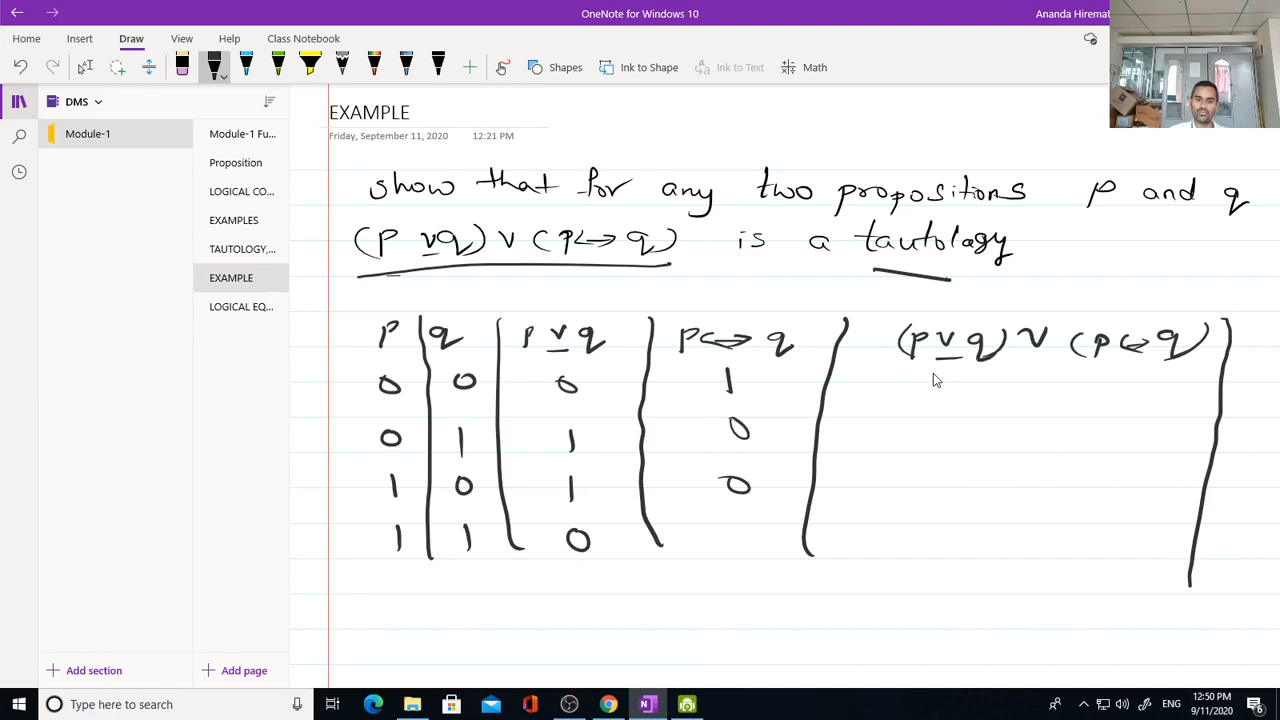 OneNote for Windows 10
Ananda Hiremat
Home Insert Draw View Help Class Notebook
Shapes Ink to Shape Ink to Text Math
DMS
Module-1
Module-1 Fu...
Proposition
LOGICAL CO...
EXAMPLES
TAUTOLOGY,...
EXAMPLE
LOGICAL EQ...
Add section
Add page
EXAMPLE
Friday, September 11, 2020 12:21 PM
show that for any two propositions p and q
(p ⊻ q) ∨ (p ↔ q) is a tautology
p q p ⊻ q p ↔ q (p ⊻ q) ∨ (p ↔ q)
0 0 0 1
0 1 1 0
1 0 1 0
1 1 0
Type here to search
ENG
12:50 PM
9/11/2020
6